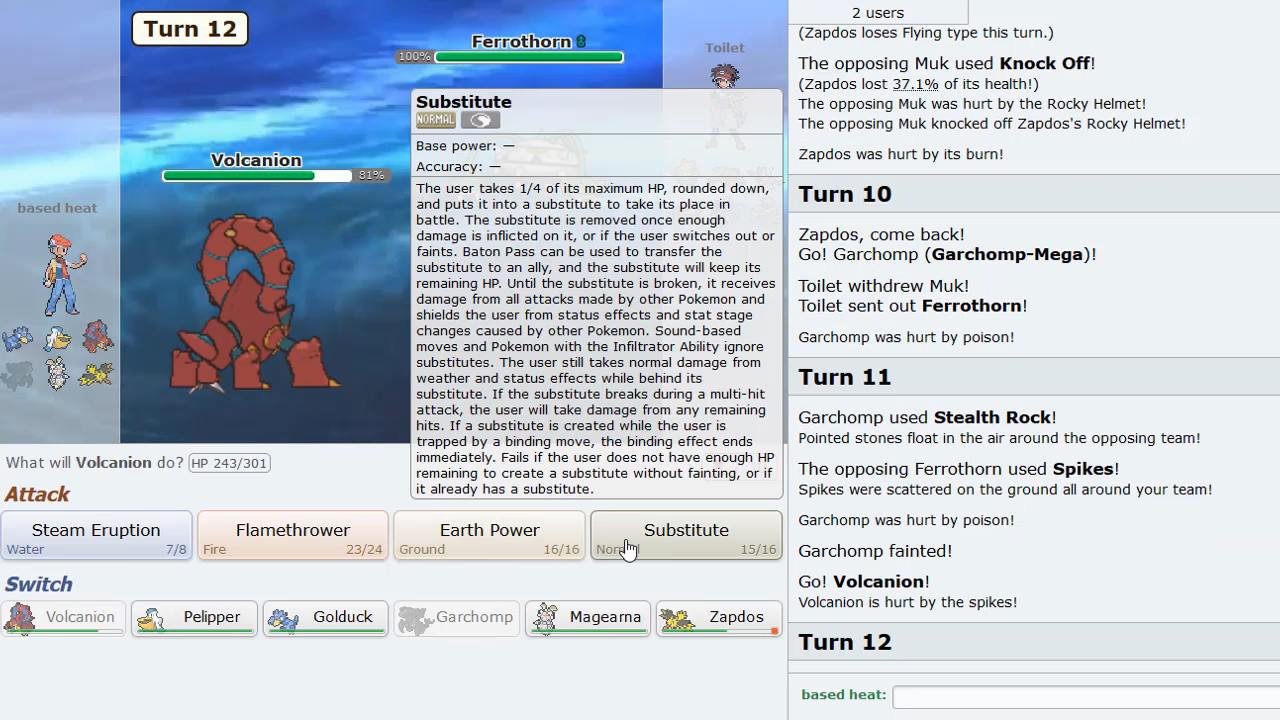 Turn 12
Ferrothorn
100%
Toilet
Volcanion
81%
based heat
Substitute
NORMAL
Base power: —
Accuracy: —
The user takes 1/4 of its maximum HP, rounded down,
and puts it into a substitute to take its place in
battle. The substitute is removed once enough
damage is inflicted on it, or if the user switches out or
faints. Baton Pass can be used to transfer the
substitute to an ally, and the substitute will keep its
remaining HP. Until the substitute is broken, it receives
damage from all attacks made by other Pokemon and
shields the user from status effects and stat stage
changes caused by other Pokemon. Sound-based
moves and Pokemon with the Infiltrator Ability ignore
substitutes. The user still takes normal damage from
weather and status effects while behind its
substitute. If the substitute breaks during a multi-hit
attack, the user will take damage from any remaining
hits. If a substitute is created while the user is
trapped by a binding move, the binding effect ends
immediately. Fails if the user does not have enough HP
remaining to create a substitute without fainting, or if
it already has a substitute.
What will Volcanion do? HP 243/301
Attack
Steam Eruption
Water 7/8
Flamethrower
Fire 23/24
Earth Power
Ground 16/16
Substitute
15/16
Switch
Volcanion
Pelipper
Golduck
Garchomp
Magearna
Zapdos
2 users
(Zapdos loses Flying type this turn.)
The opposing Muk used Knock Off!
(Zapdos lost 37.1% of its health!)
The opposing Muk was hurt by the Rocky Helmet!
The opposing Muk knocked off Zapdos's Rocky Helmet!
Zapdos was hurt by its burn!
Turn 10
Zapdos, come back!
Go! Garchomp (Garchomp-Mega)!
Toilet withdrew Muk!
Toilet sent out Ferrothorn!
Garchomp was hurt by poison!
Turn 11
Garchomp used Stealth Rock!
Pointed stones float in the air around the opposing team!
The opposing Ferrothorn used Spikes!
Spikes were scattered on the ground all around your team!
Garchomp was hurt by poison!
Garchomp fainted!
Go! Volcanion!
Volcanion is hurt by the spikes!
Turn 12
based heat: